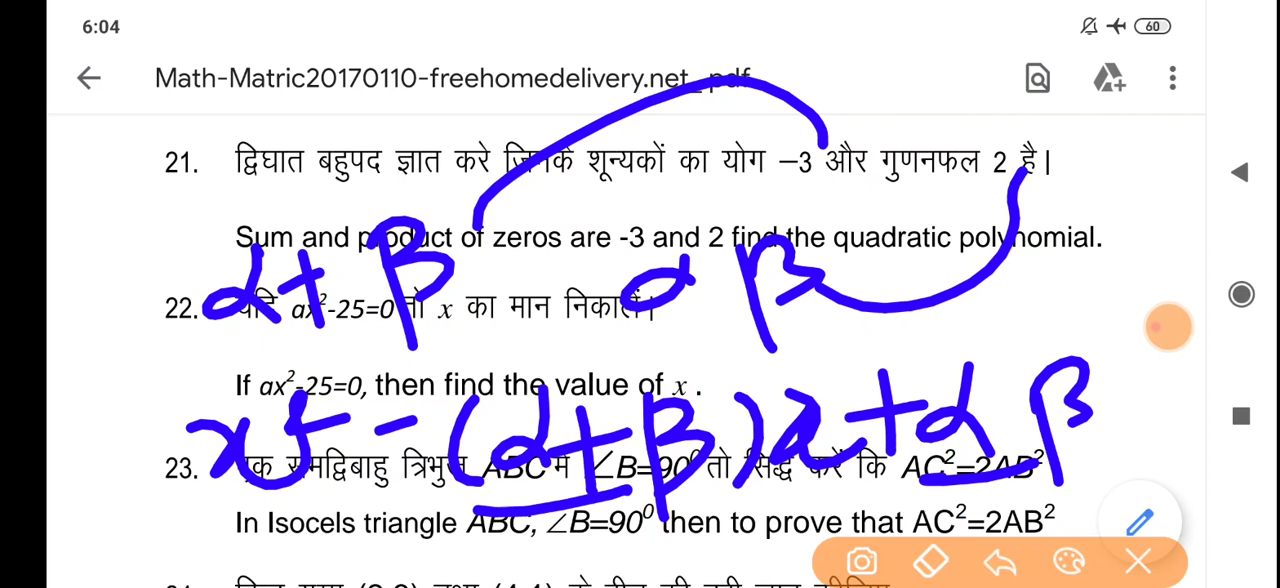 6:04
60
Math-Matric20170110-freehomedelivery.net_.pdf
21. द्विघात बहुपद ज्ञात करे जिनके शून्यकों का योग –3 और गुणनफल 2 है।
Sum and product of zeros are -3 and 2 find the quadratic polynomial.
α+β αβ
22. यदि ax²-25=0 तो x का मान निकालें।
If ax²-25=0, then find the value of x .
x² - (α+β)x+αβ
23. समद्विबाहु त्रिभुज ABC में ∠B=90⁰ तो सिद्ध करें कि AC²=2AB²
In Isocels triangle ABC, ∠B=90⁰ then to prove that AC²=2AB²